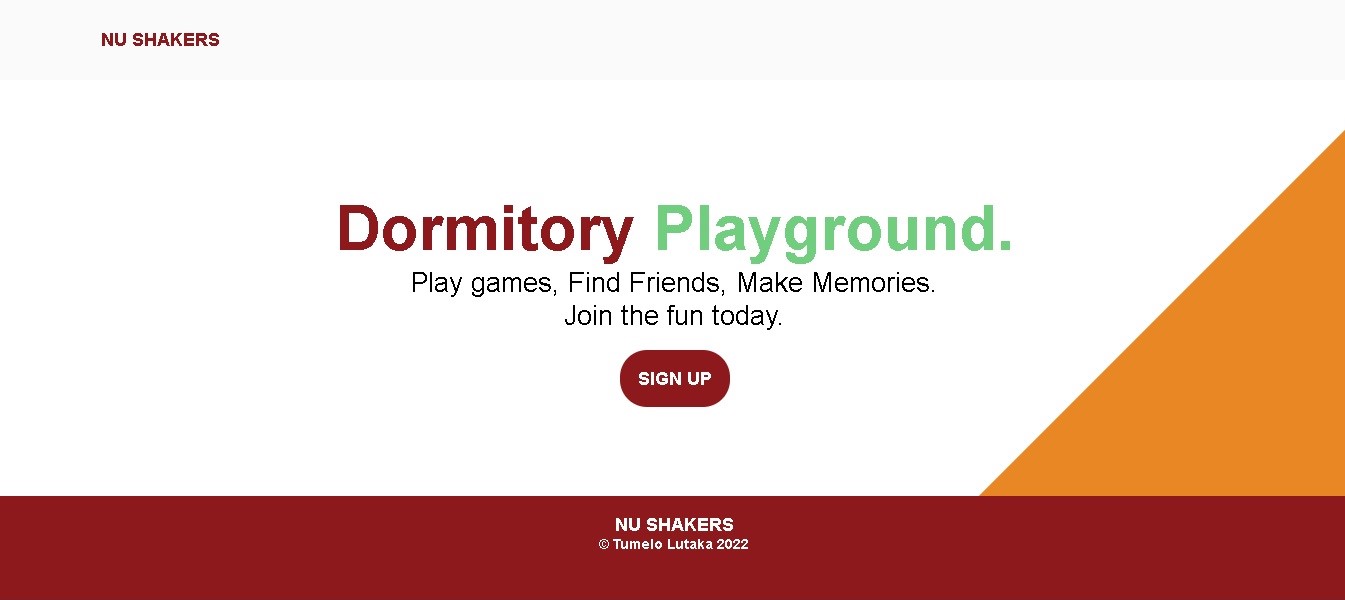 NU SHAKERS
Dormitory Playground.
Play games, Find Friends, Make Memories.
Join the fun today.
SIGN UP
NU SHAKERS
© Tumelo Lutaka 2022